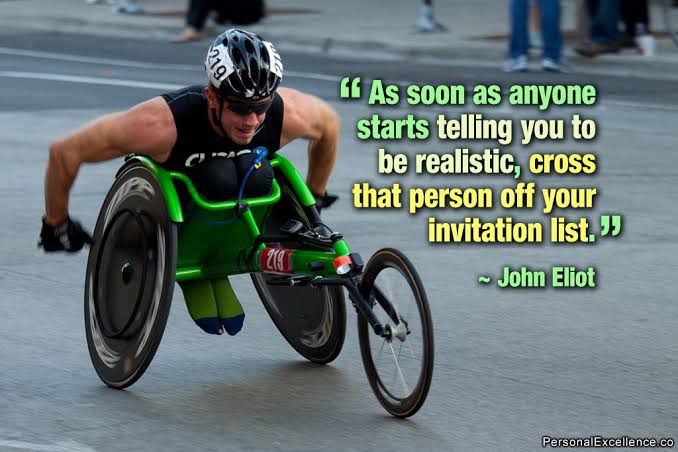 219
“ As soon as anyone
starts telling you to
be realistic, cross
that person off your
invitation list. ”
~ John Eliot
219
PersonalExcellence.co